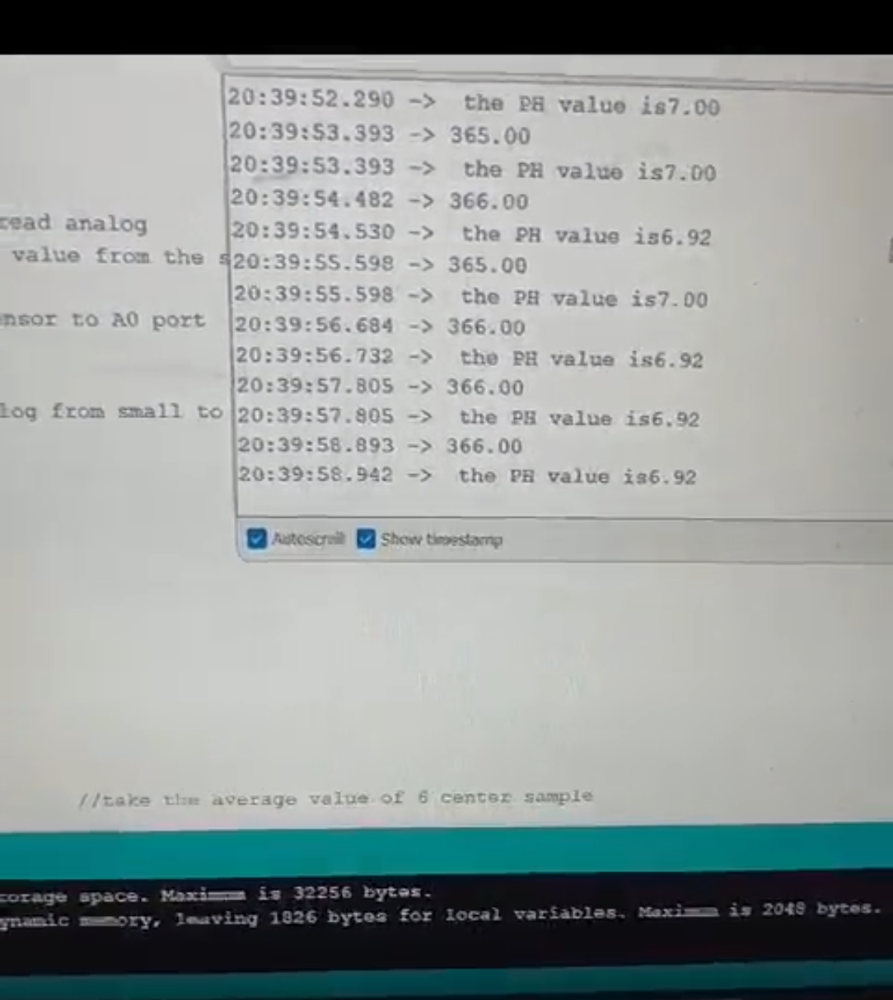 20:39:52.290 -> the PH value is7.00
20:39:53.393 -> 365.00
20:39:53.393 -> the PH value is7.00
20:39:54.482 -> 366.00
read analog
20:39:54.530 -> the PH value is6.92
value from the s
20:39:55.598 -> 365.00
20:39:55.598 -> the PH value is7.00
ensor to A0 port
20:39:56.684 -> 366.00
20:39:56.732 -> the PH value is6.92
20:39:57.805 -> 366.00
log from small to
20:39:57.805 -> the PH value is6.92
20:39:58.893 -> 366.00
20:39:58.942 -> the PH value is6.92
Autoscroll Show timestamp
//take the average value of 6 center sample
torage space. Maximum is 32256 bytes.
ynamic memory, leaving 1826 bytes for local variables. Maximum is 2048 bytes.